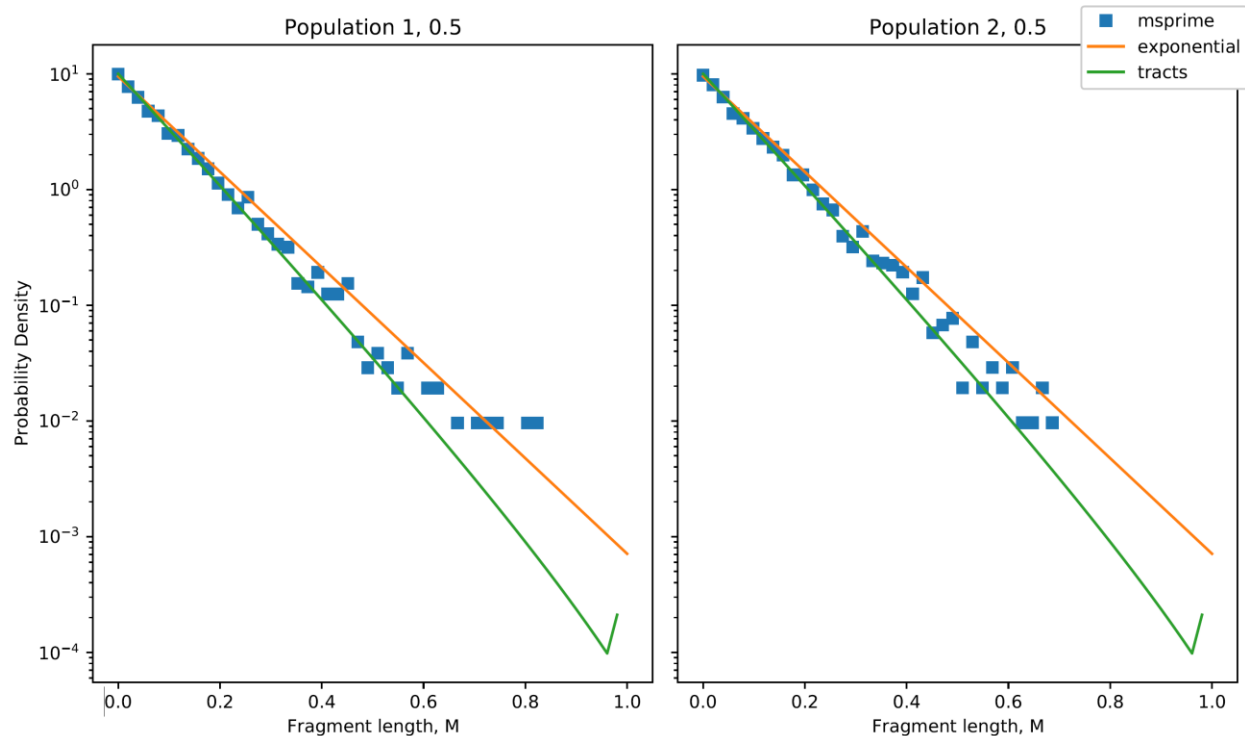 Population 1, 0.5
Population 2, 0.5
msprime
exponential
tracts
Probability Density
10¹
10⁰
10⁻¹
10⁻²
10⁻³
10⁻⁴
0.0 0.2 0.4 0.6 0.8 1.0
Fragment length, M
0.0 0.2 0.4 0.6 0.8 1.0
Fragment length, M